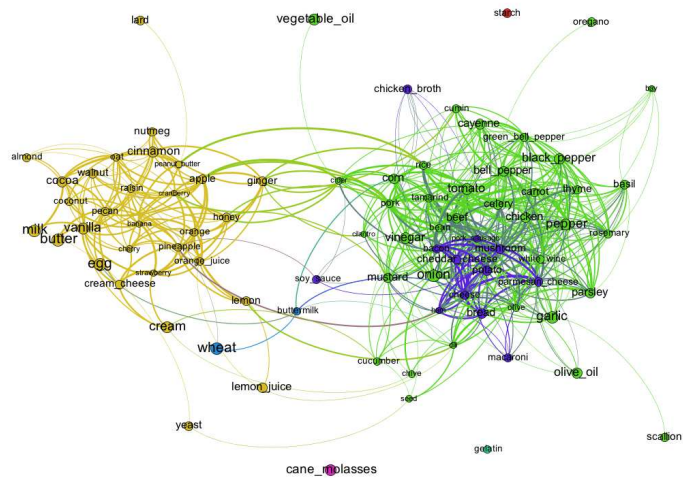 starch
vegetable_oil
lard
oregano
bay
chicken_broth
cumin
cayenne
green_bell_pepper
nutmeg
cinnamon
almond
oat
peanut_butter
rice
black_pepper
bell_pepper
walnut
cocoa
apple
ginger
cider
corn
tomato
carrot
thyme
basil
raisin
cranberry
coconut
tamarind
celery
pecan
honey
pork
beef
chicken
milk
vanilla
banana
orange
cilantro
vinegar
bean
pepper
rosemary
butter
cherry
pineapple
bacon
mushroom
egg
orange_juice
cheddar_cheese
white_wine
strawberry
soy_sauce
mustard
onion
potato
cream_cheese
parmesan_cheese
parsley
lemon
cheese
buttermilk
bread
olive
garlic
cream
wheat
cucumber
macaroni
chive
olive_oil
lemon_juice
seed
yeast
scallion
gelatin
cane_molasses